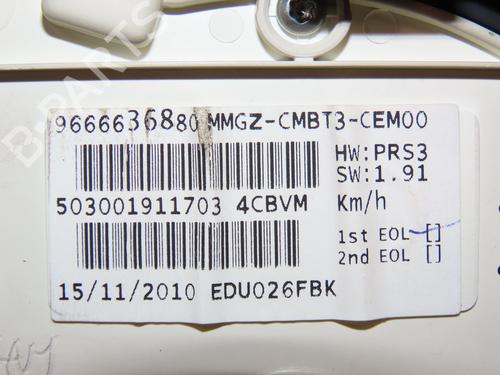 B-PARTS
9666636880 MMGZ-CMBT3-CEM00
HW:PRS3
SW:1.91
503001911703 4CBVM
Km/h
1st EOL []
2nd EOL []
15/11/2010 EDU026FBK